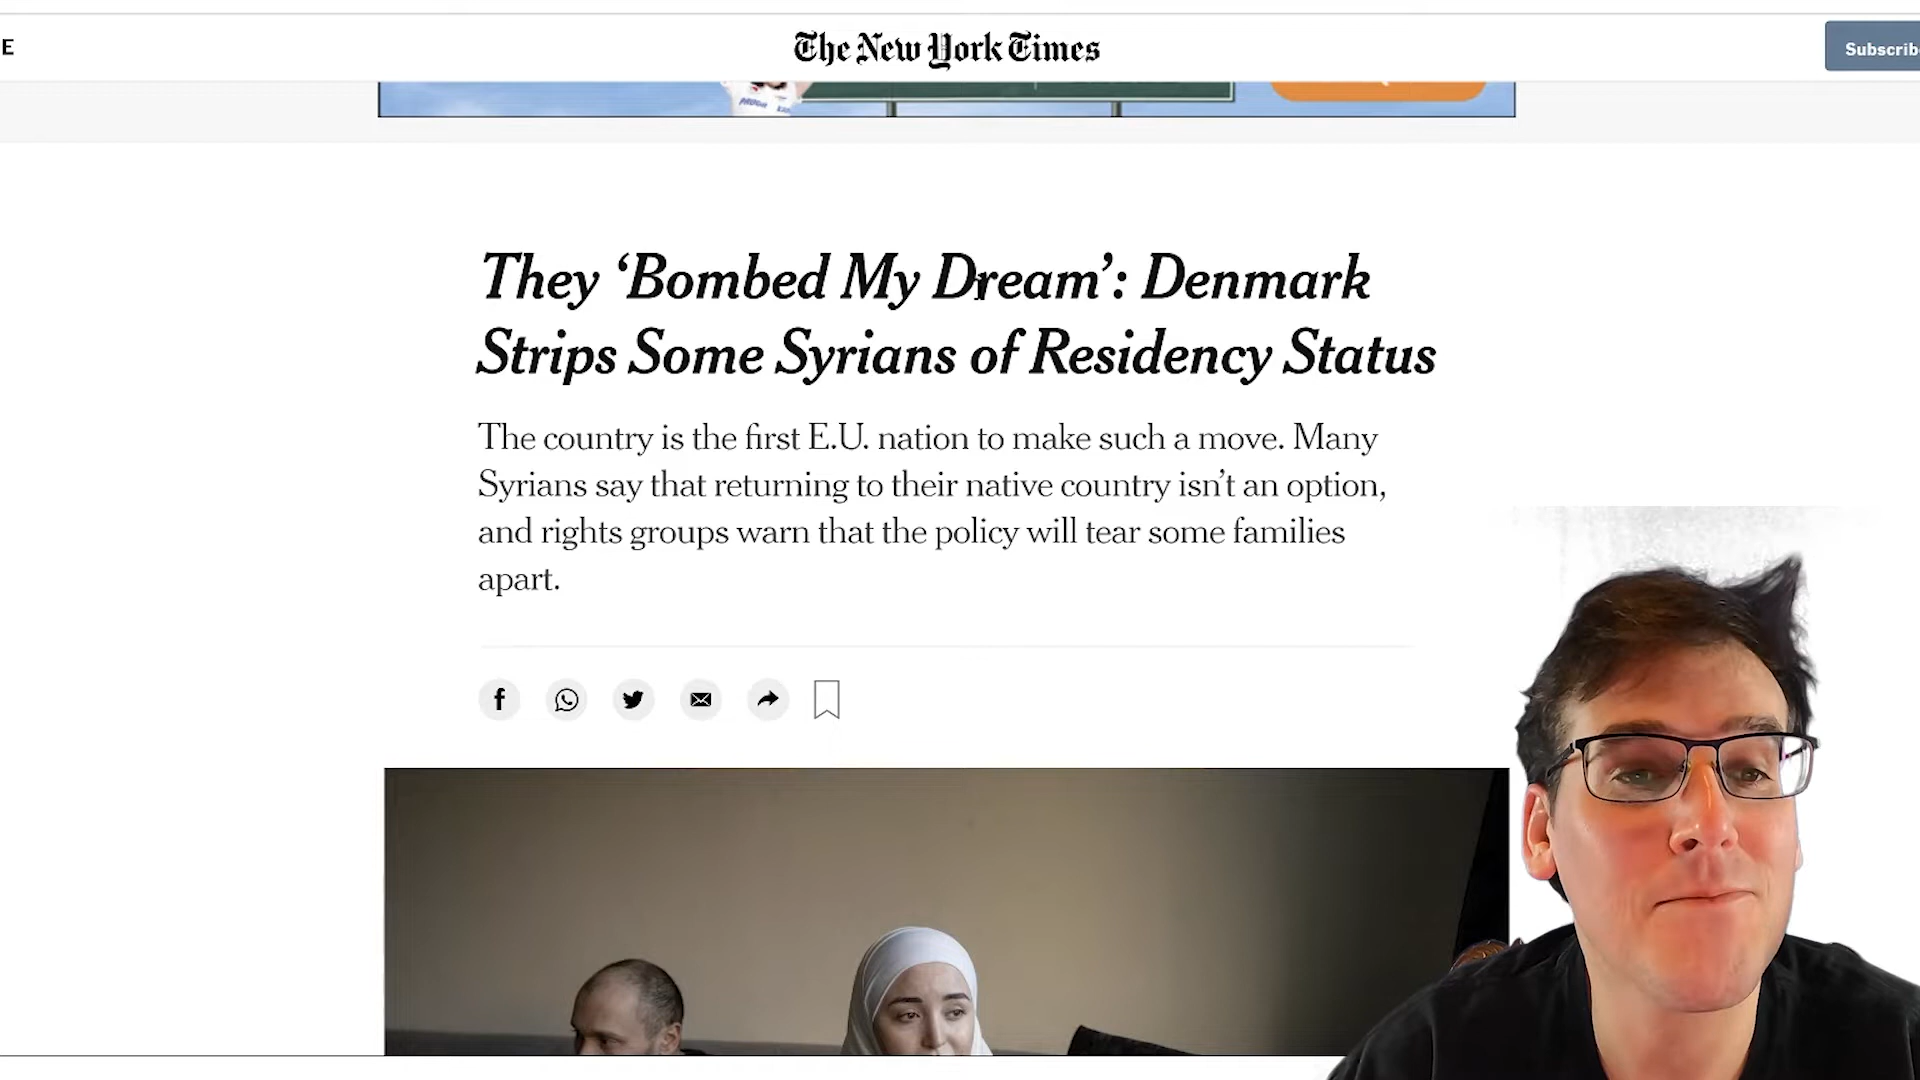 E
The New York Times
Subscrib
They ‘Bombed My Dream’: Denmark
Strips Some Syrians of Residency Status
The country is the first E.U. nation to make such a move. Many
Syrians say that returning to their native country isn’t an option,
and rights groups warn that the policy will tear some families
apart.